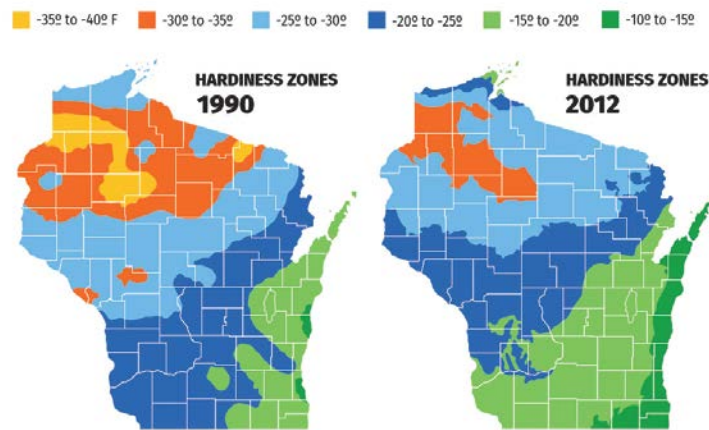 -35º to -40º F -30º to -35º -25º to -30º -20º to -25º -15º to -20º -10º to -15º
HARDINESS ZONES
1990
HARDINESS ZONES
2012